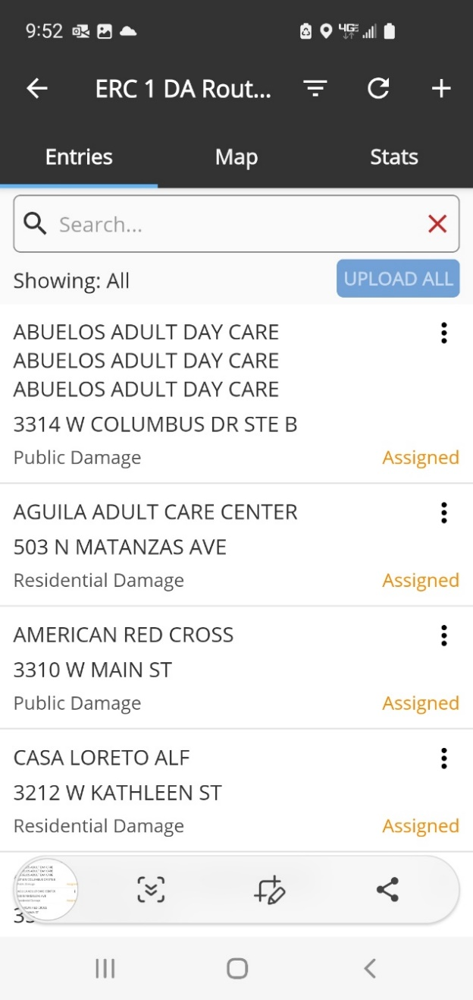 9:52
4GE
ERC 1 DA Rout...
Entries
Map
Stats
Search...
Showing: All
UPLOAD ALL
ABUELOS ADULT DAY CARE
ABUELOS ADULT DAY CARE
ABUELOS ADULT DAY CARE
3314 W COLUMBUS DR STE B
Public Damage
Assigned
AGUILA ADULT CARE CENTER
503 N MATANZAS AVE
Residential Damage
Assigned
AMERICAN RED CROSS
3310 W MAIN ST
Public Damage
Assigned
CASA LORETO ALF
3212 W KATHLEEN ST
Residential Damage
Assigned